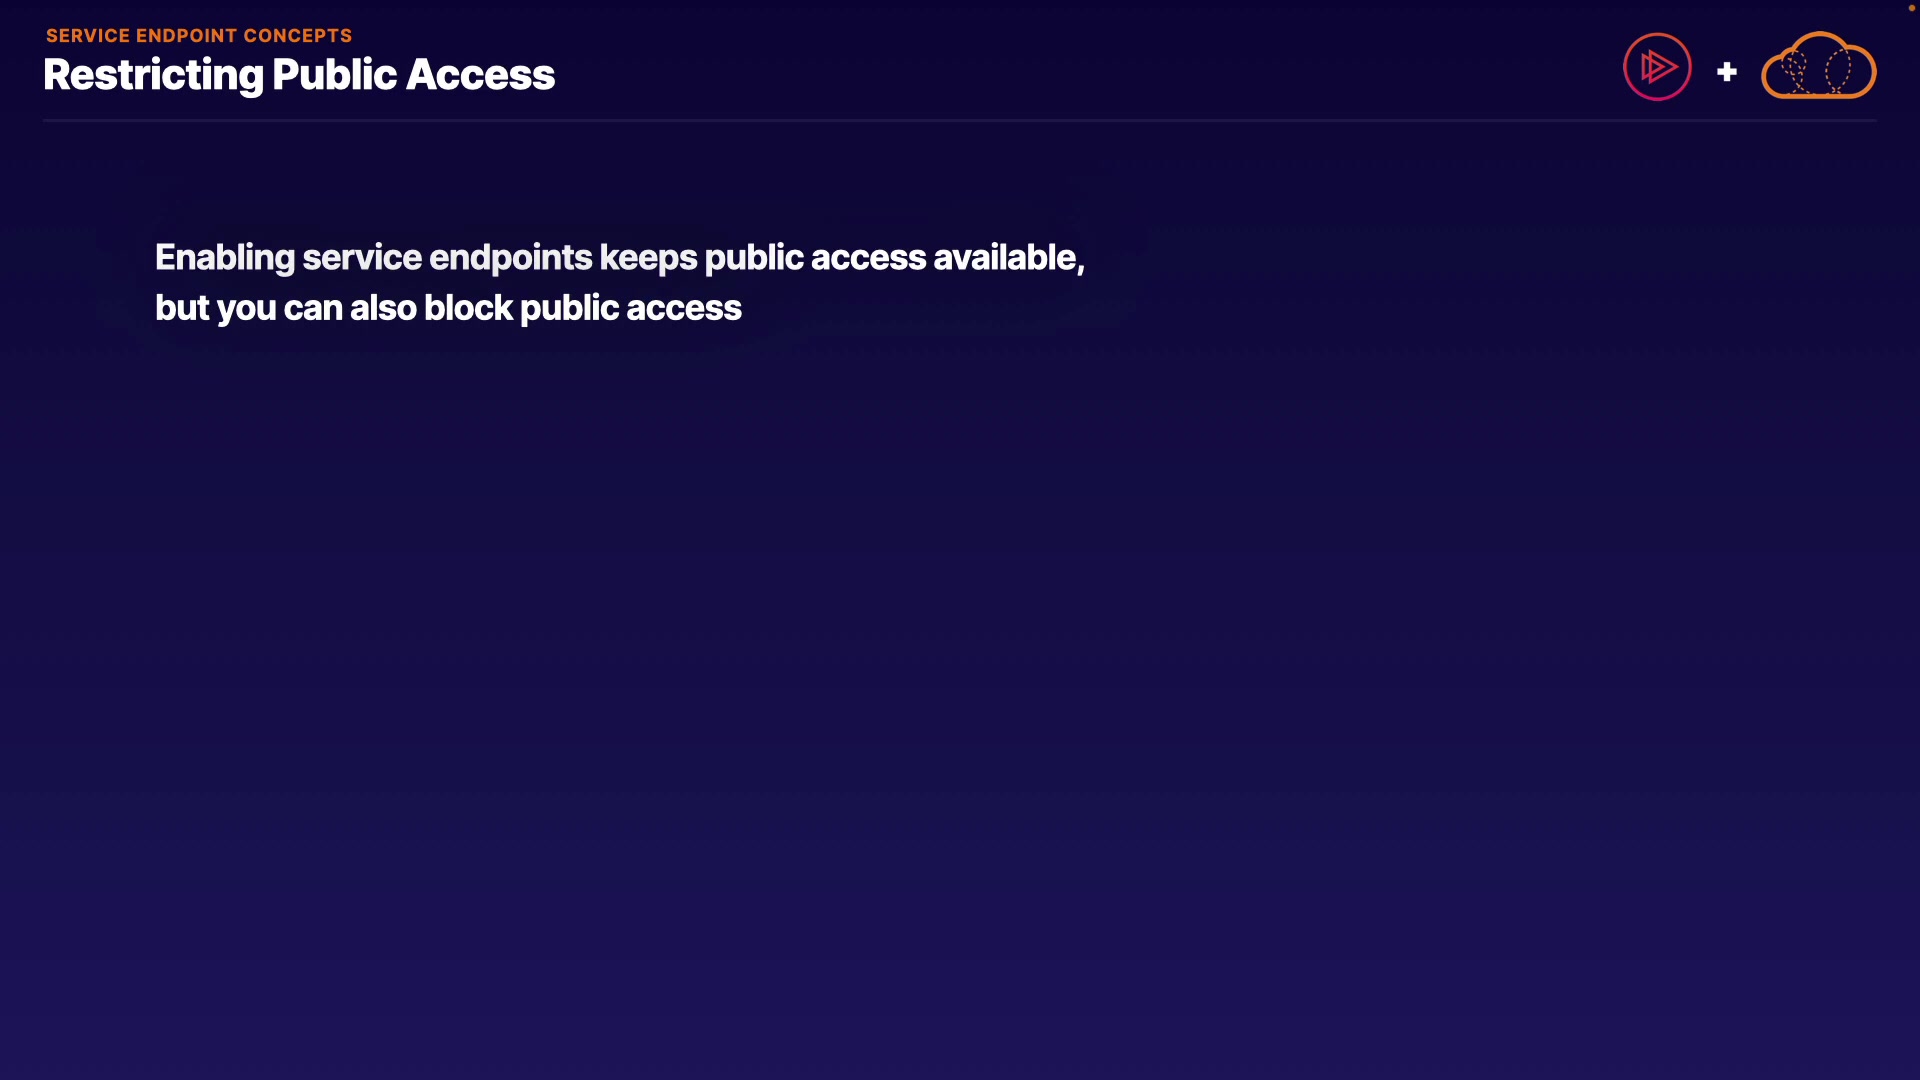 SERVICE ENDPOINT CONCEPTS
Restricting Public Access
Enabling service endpoints keeps public access available,
but you can also block public access